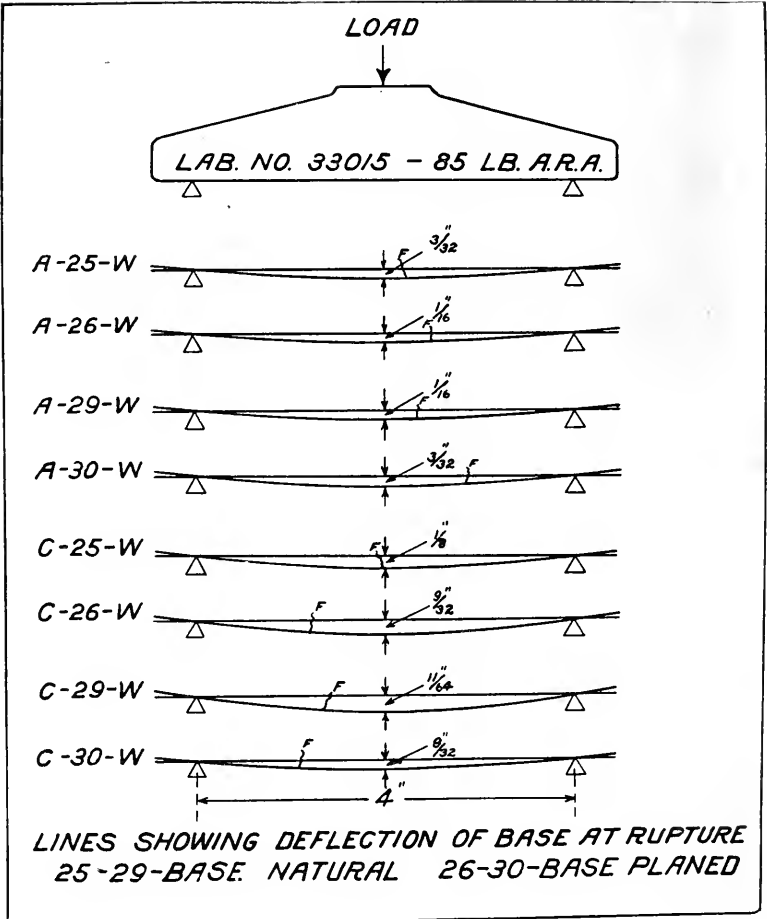 LOAD
LAB. NO. 33015 - 85 LB. A.R.A.
A-25-W F 3/32"
A-26-W F 1/16"
A-29-W F 1/16"
A-30-W 3/32" F
C-25-W F 1/8"
C-26-W F 9/32"
C-29-W F 11/64"
C-30-W F 8/32"
4"
LINES SHOWING DEFLECTION OF BASE AT RUPTURE
25-29-BASE NATURAL 26-30-BASE PLANED